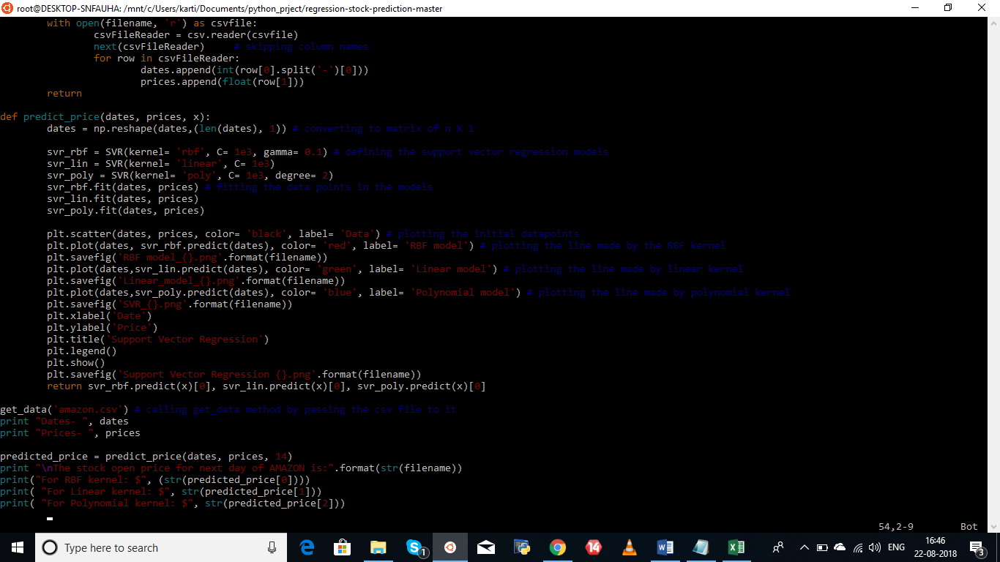 root@DESKTOP-SNFAUHA: /mnt/c/Users/karti/Documents/python_prject/regression-stock-prediction-master
with open(filename, 'r') as csvfile:
csvFileReader = csv.reader(csvfile)
next(csvFileReader) # skipping column names
for row in csvFileReader:
dates.append(int(row[0].split('-')[0]))
prices.append(float(row[1]))
return
def predict_price(dates, prices, x):
dates = np.reshape(dates,(len(dates), 1)) # converting to matrix of n X 1
svr_rbf = SVR(kernel= 'rbf', C= 1e3, gamma= 0.1) # defining the support vector regression models
svr_lin = SVR(kernel= 'linear', C= 1e3)
svr_poly = SVR(kernel= 'poly', C= 1e3, degree= 2)
svr_rbf.fit(dates, prices) # fitting the data points in the models
svr_lin.fit(dates, prices)
svr_poly.fit(dates, prices)
plt.scatter(dates, prices, color= 'black', label= 'Data') # plotting the initial datapoints
plt.plot(dates, svr_rbf.predict(dates), color= 'red', label= 'RBF model') # plotting the line made by the RBF kernel
plt.savefig('RBF model_{}.png'.format(filename))
plt.plot(dates,svr_lin.predict(dates), color= 'green', label= 'Linear model') # plotting the line made by linear kernel
plt.savefig('Linear_model_{}.png'.format(filename))
plt.plot(dates,svr_poly.predict(dates), color= 'blue', label= 'Polynomial model') # plotting the line made by polynomial kernel
plt.savefig('SVR_{}.png'.format(filename))
plt.xlabel('Date')
plt.ylabel('Price')
plt.title('Support Vector Regression')
plt.legend()
plt.show()
plt.savefig('Support Vector Regression {}.png'.format(filename))
return svr_rbf.predict(x)[0], svr_lin.predict(x)[0], svr_poly.predict(x)[0]
get_data('amazon.csv') # calling get_data method by passing the csv file to it
print "Dates- ", dates
print "Prices- ", prices
predicted_price = predict_price(dates, prices, 14)
print "\nThe stock open price for next day of AMAZON is:".format(str(filename))
print("For RBF kernel: $", (str(predicted_price[0])))
print( "For Linear kernel: $", str(predicted_price[1]))
print( "For Polynomial kernel: $", str(predicted_price[2]))
54,2-9 Bot
Type here to search
1
14
ENG
16:46
22-08-2018
3